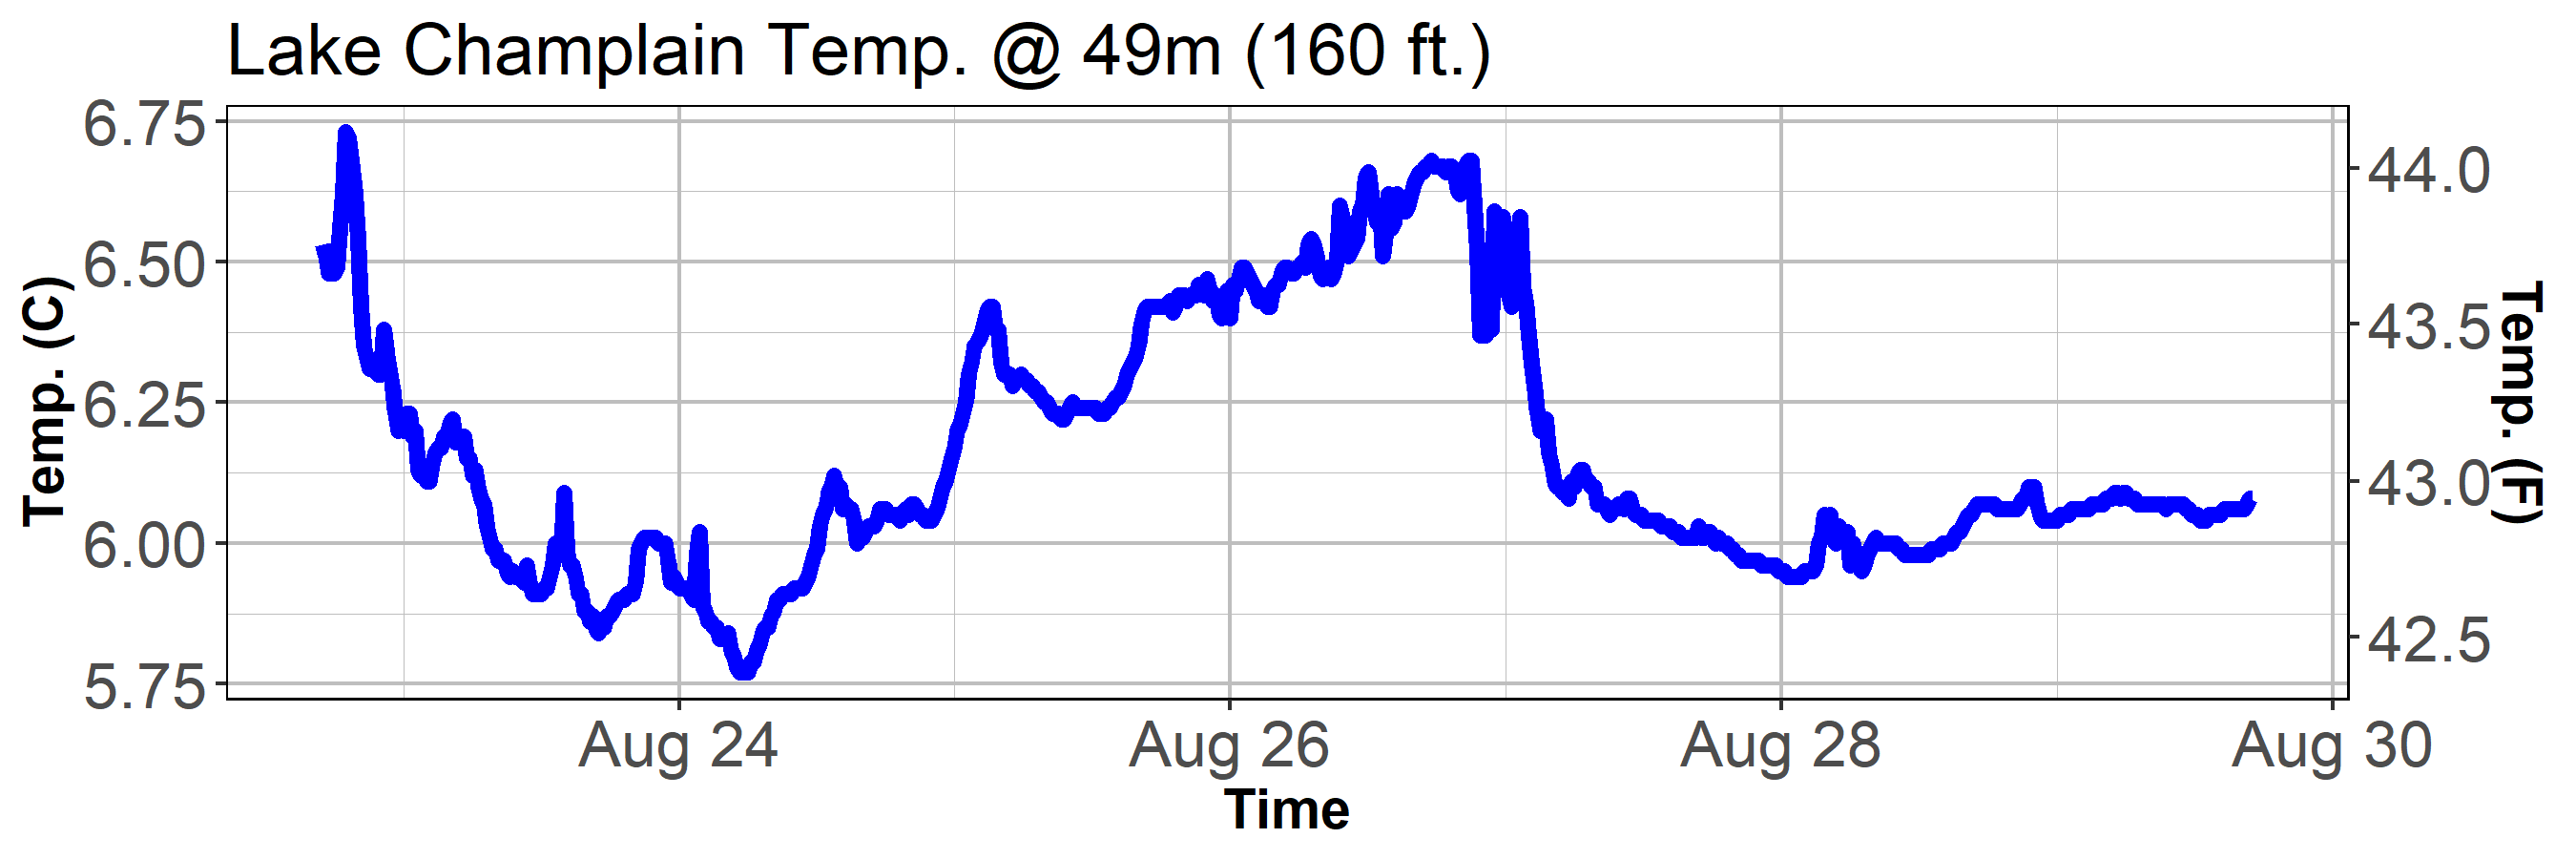 Lake Champlain Temp. @ 49m (160 ft.)
6.75
6.50
6.25
6.00
5.75
Temp. (C)
44.0
43.5
43.0
42.5
Temp. (F)
Aug 24 Aug 26 Aug 28 Aug 30
Time